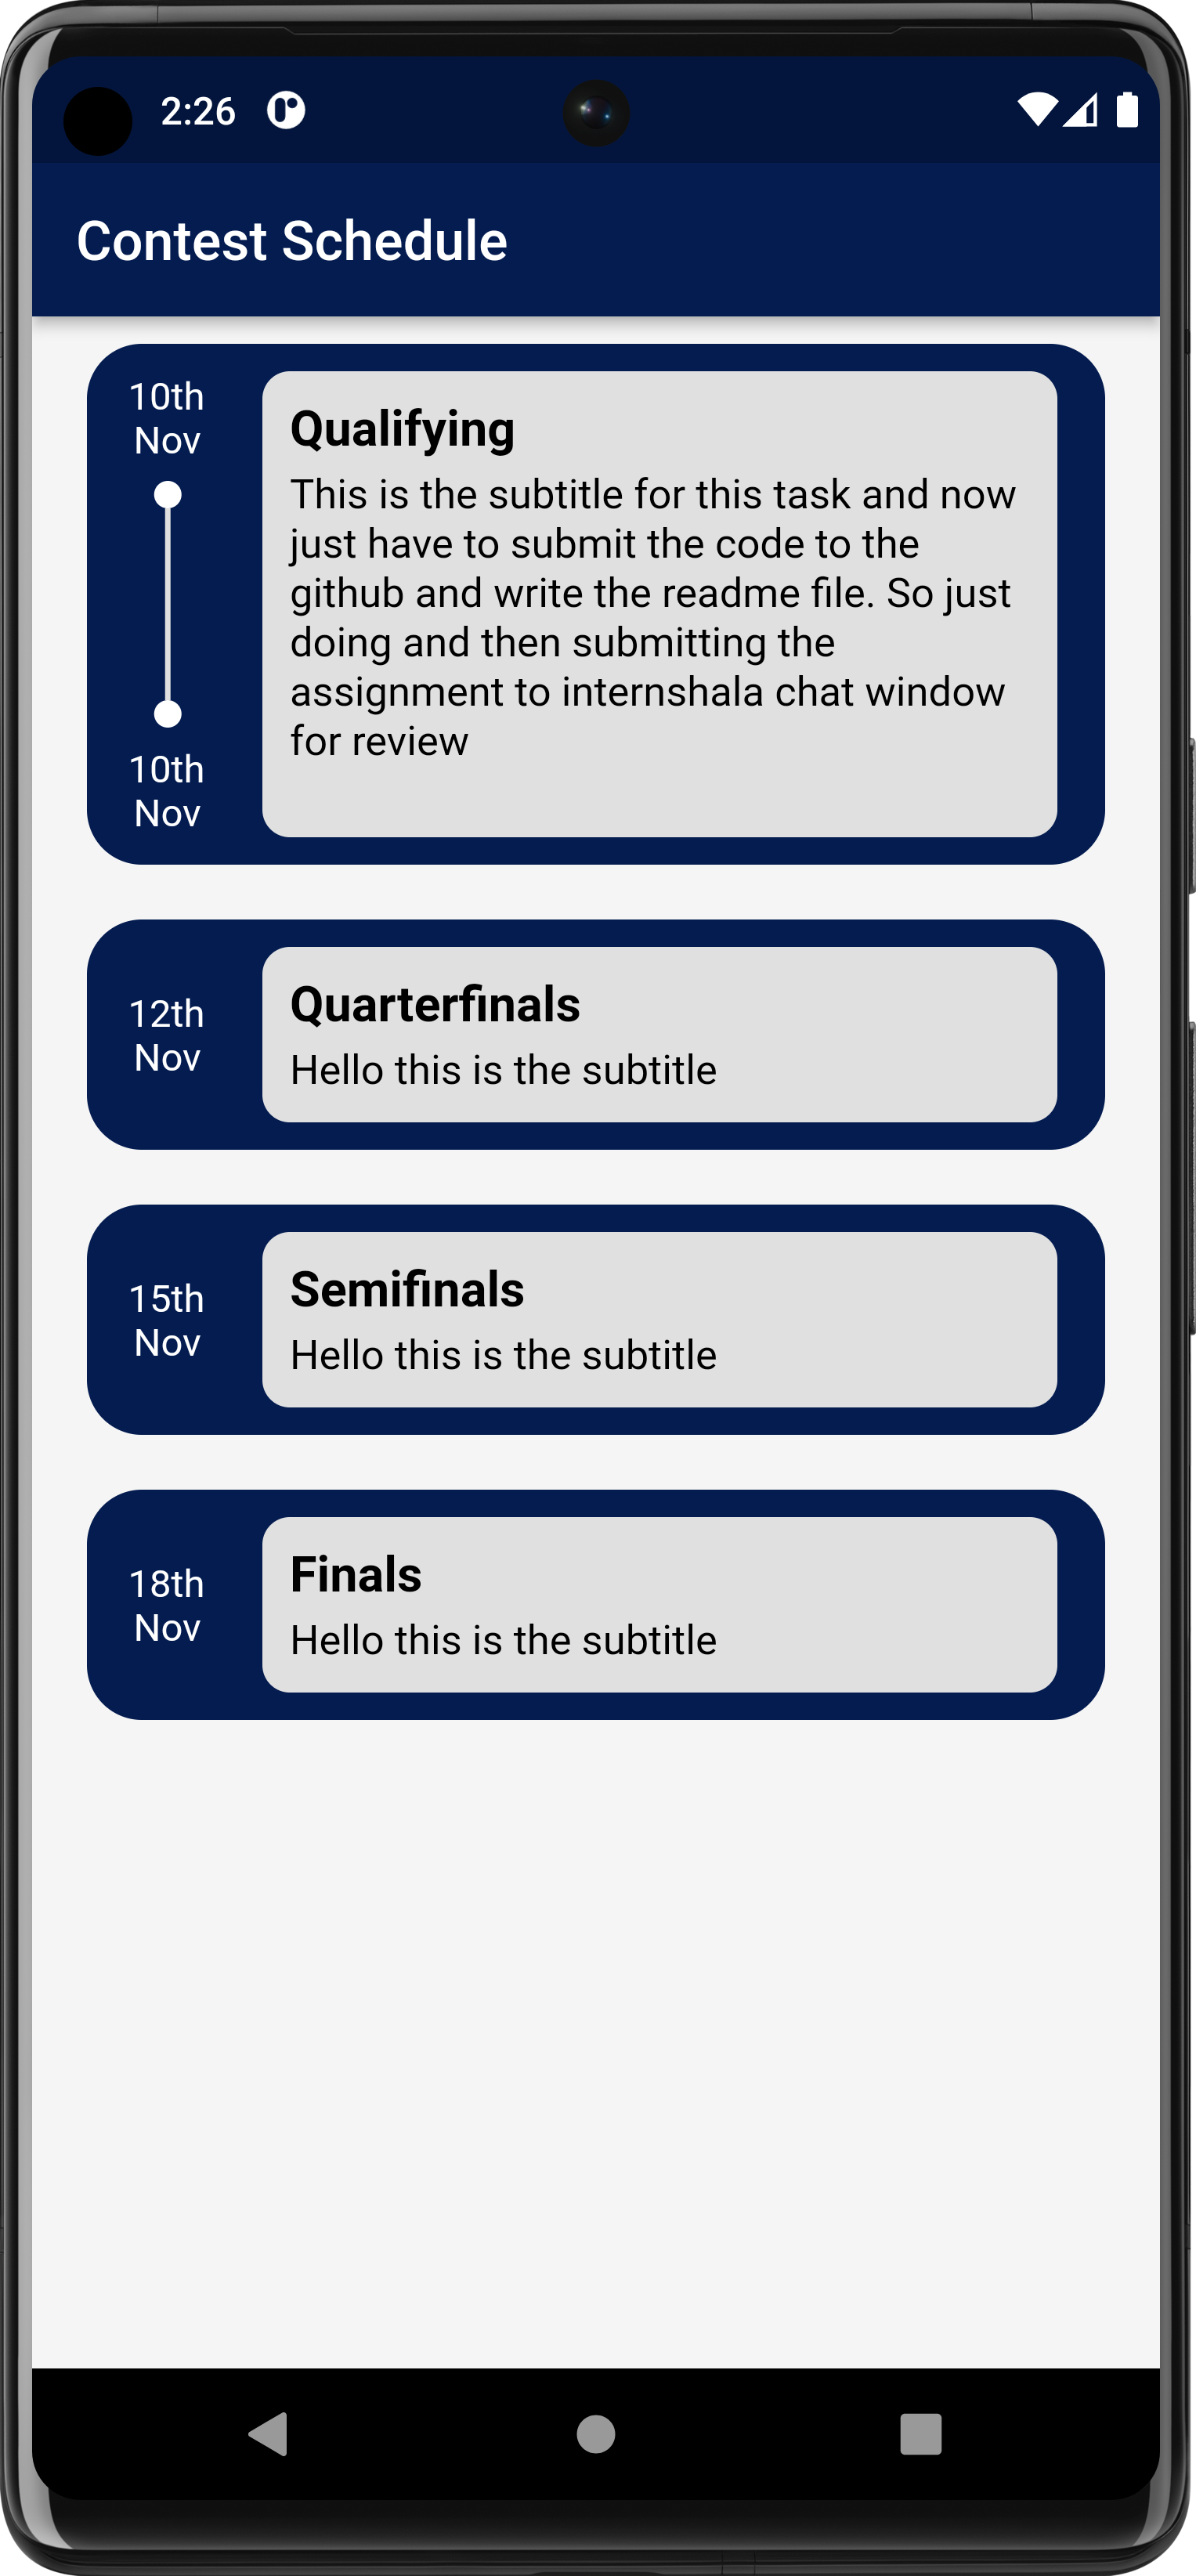 2:26
Contest Schedule
10th
Nov
Qualifying
This is the subtitle for this task and now
just have to submit the code to the
github and write the readme file. So just
doing and then submitting the
assignment to internshala chat window
for review
10th
Nov
12th
Nov
Quarterfinals
Hello this is the subtitle
15th
Nov
Semifinals
Hello this is the subtitle
18th
Nov
Finals
Hello this is the subtitle